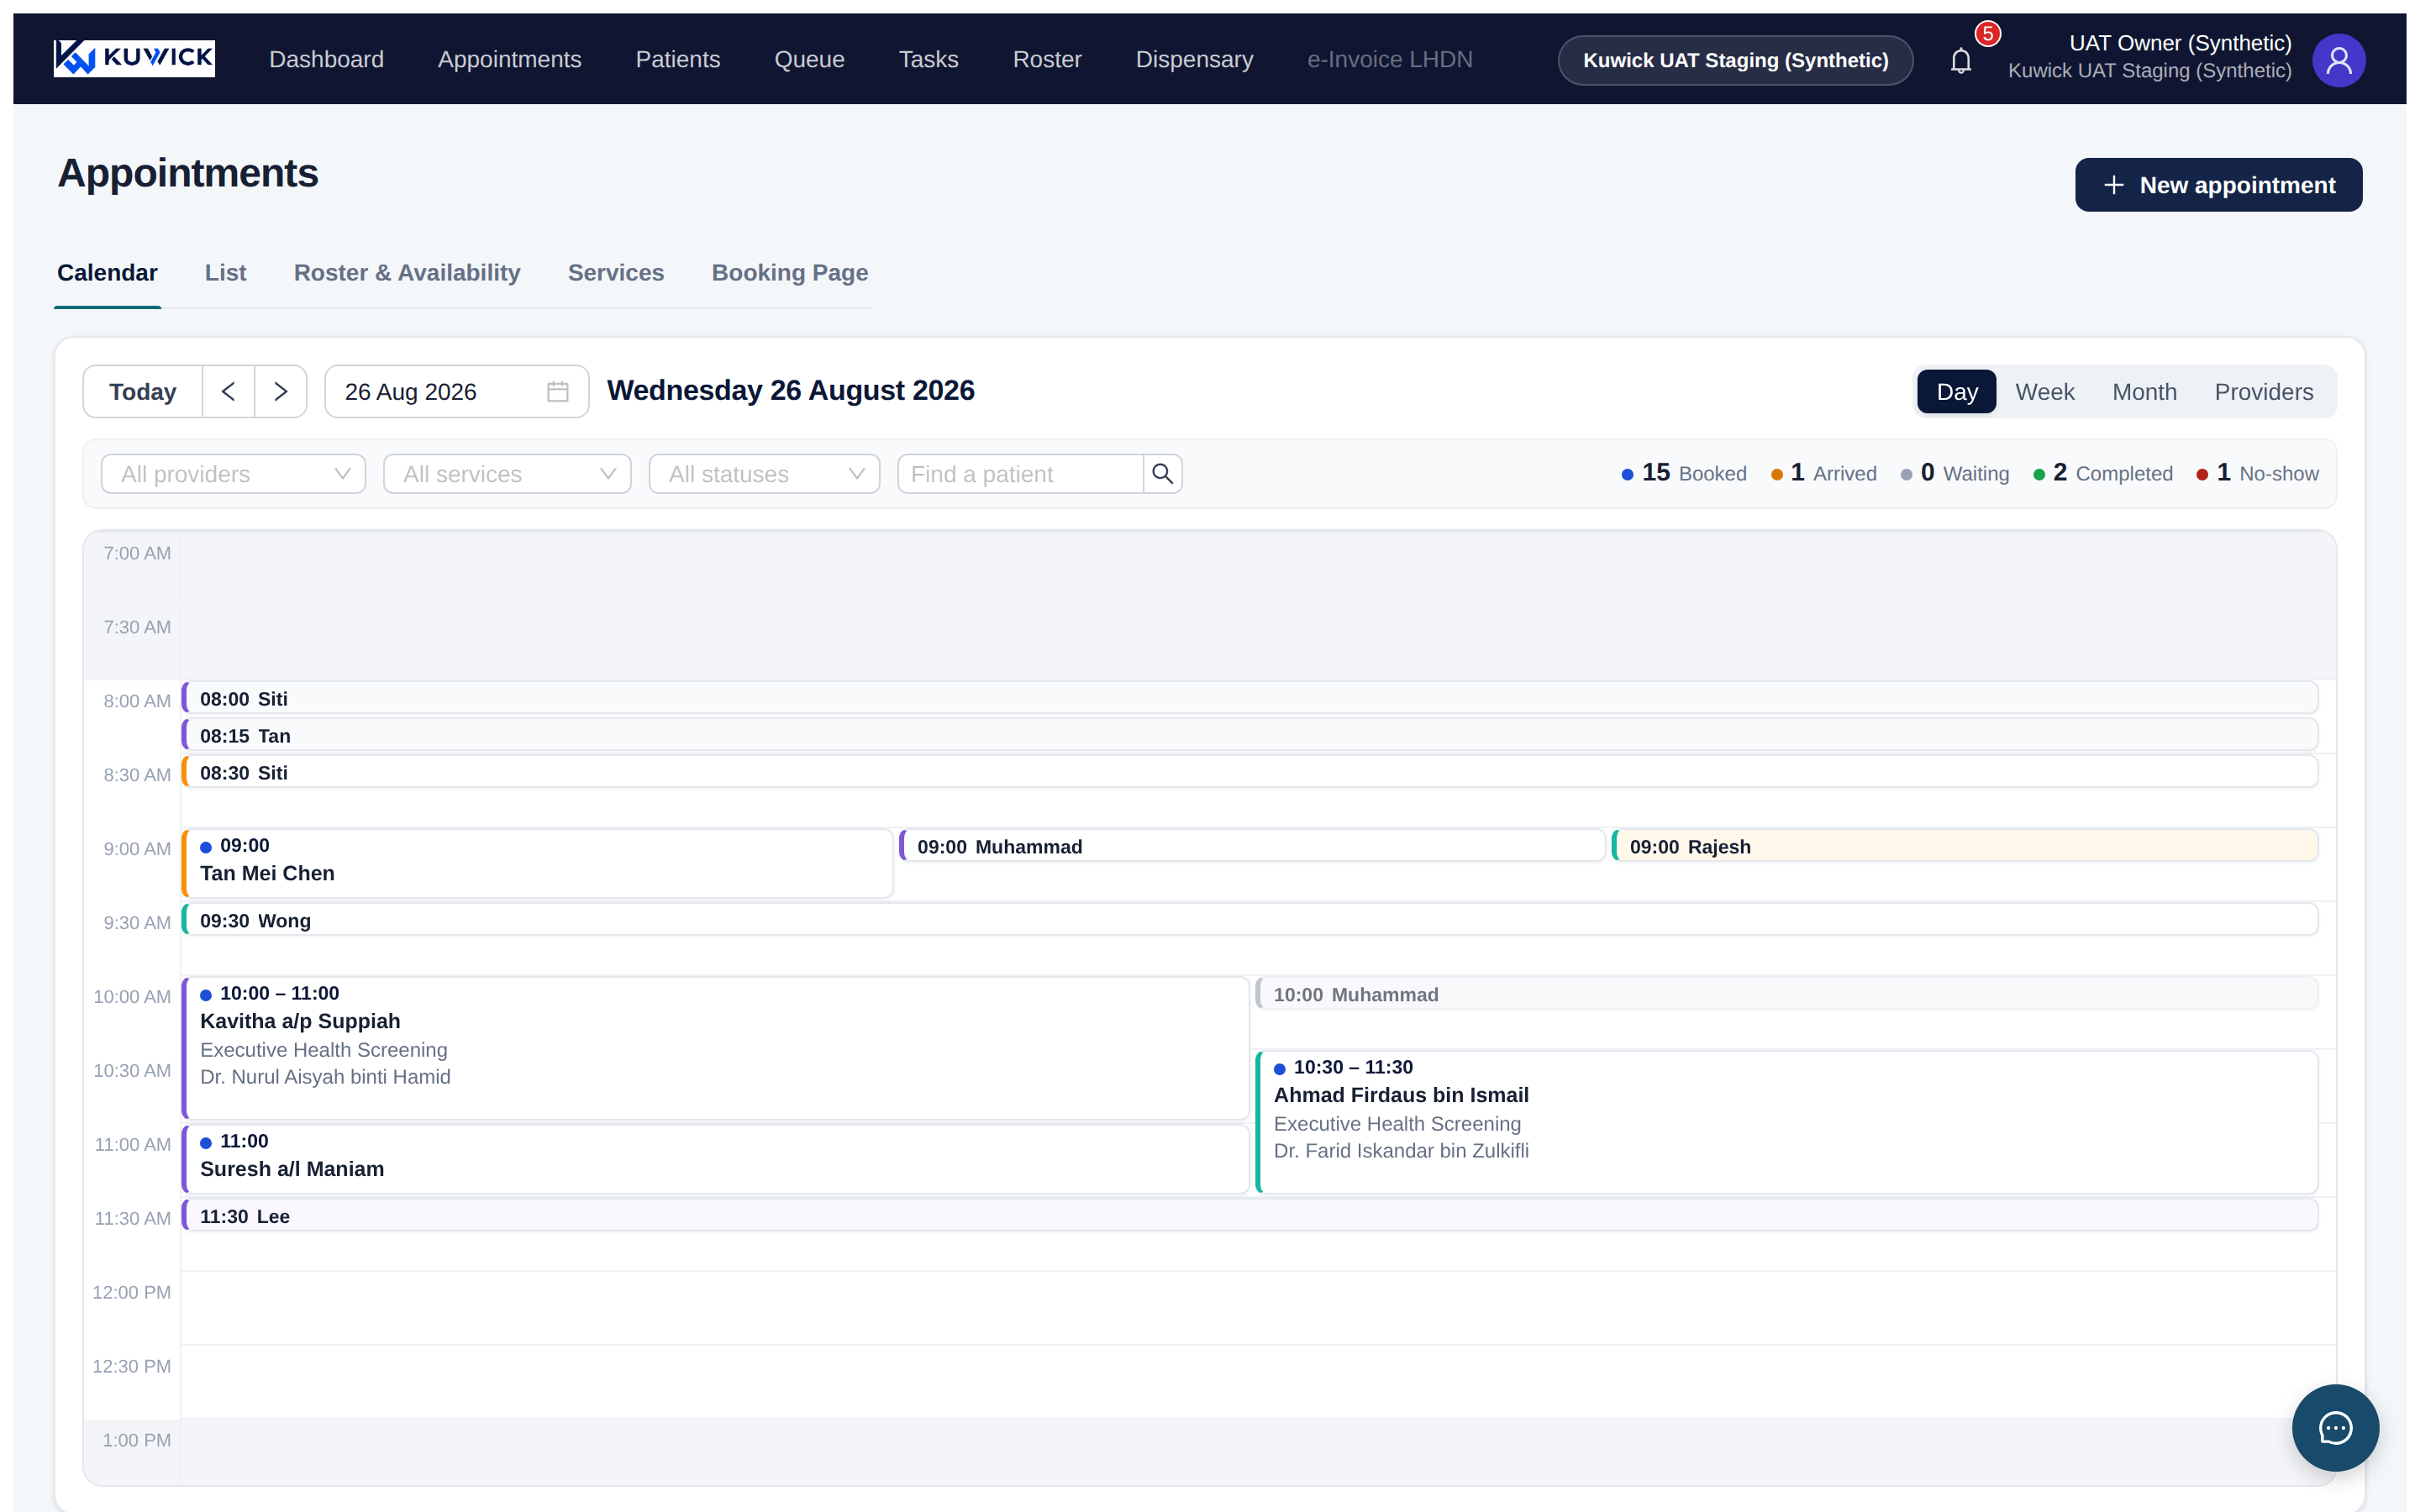 KUWICK
Dashboard
Appointments
Patients
Queue
Tasks
Roster
Dispensary
e-Invoice LHDN
Kuwick UAT Staging (Synthetic)
5
UAT Owner (Synthetic)
Kuwick UAT Staging (Synthetic)
Appointments
New appointment
Calendar
List
Roster & Availability
Services
Booking Page
Today
26 Aug 2026
Wednesday 26 August 2026
Day
Week
Month
Providers
All providers
All services
All statuses
Find a patient
15 Booked
1 Arrived
0 Waiting
2 Completed
1 No-show
7:00 AM
7:30 AM
8:00 AM
08:00 Siti
08:15 Tan
8:30 AM
08:30 Siti
9:00 AM
09:00
Tan Mei Chen
09:00 Muhammad
09:00 Rajesh
9:30 AM
09:30 Wong
10:00 AM
10:00 – 11:00
Kavitha a/p Suppiah
Executive Health Screening
Dr. Nurul Aisyah binti Hamid
10:00 Muhammad
10:30 AM
10:30 – 11:30
Ahmad Firdaus bin Ismail
Executive Health Screening
Dr. Farid Iskandar bin Zulkifli
11:00 AM
11:00
Suresh a/l Maniam
11:30 AM
11:30 Lee
12:00 PM
12:30 PM
1:00 PM